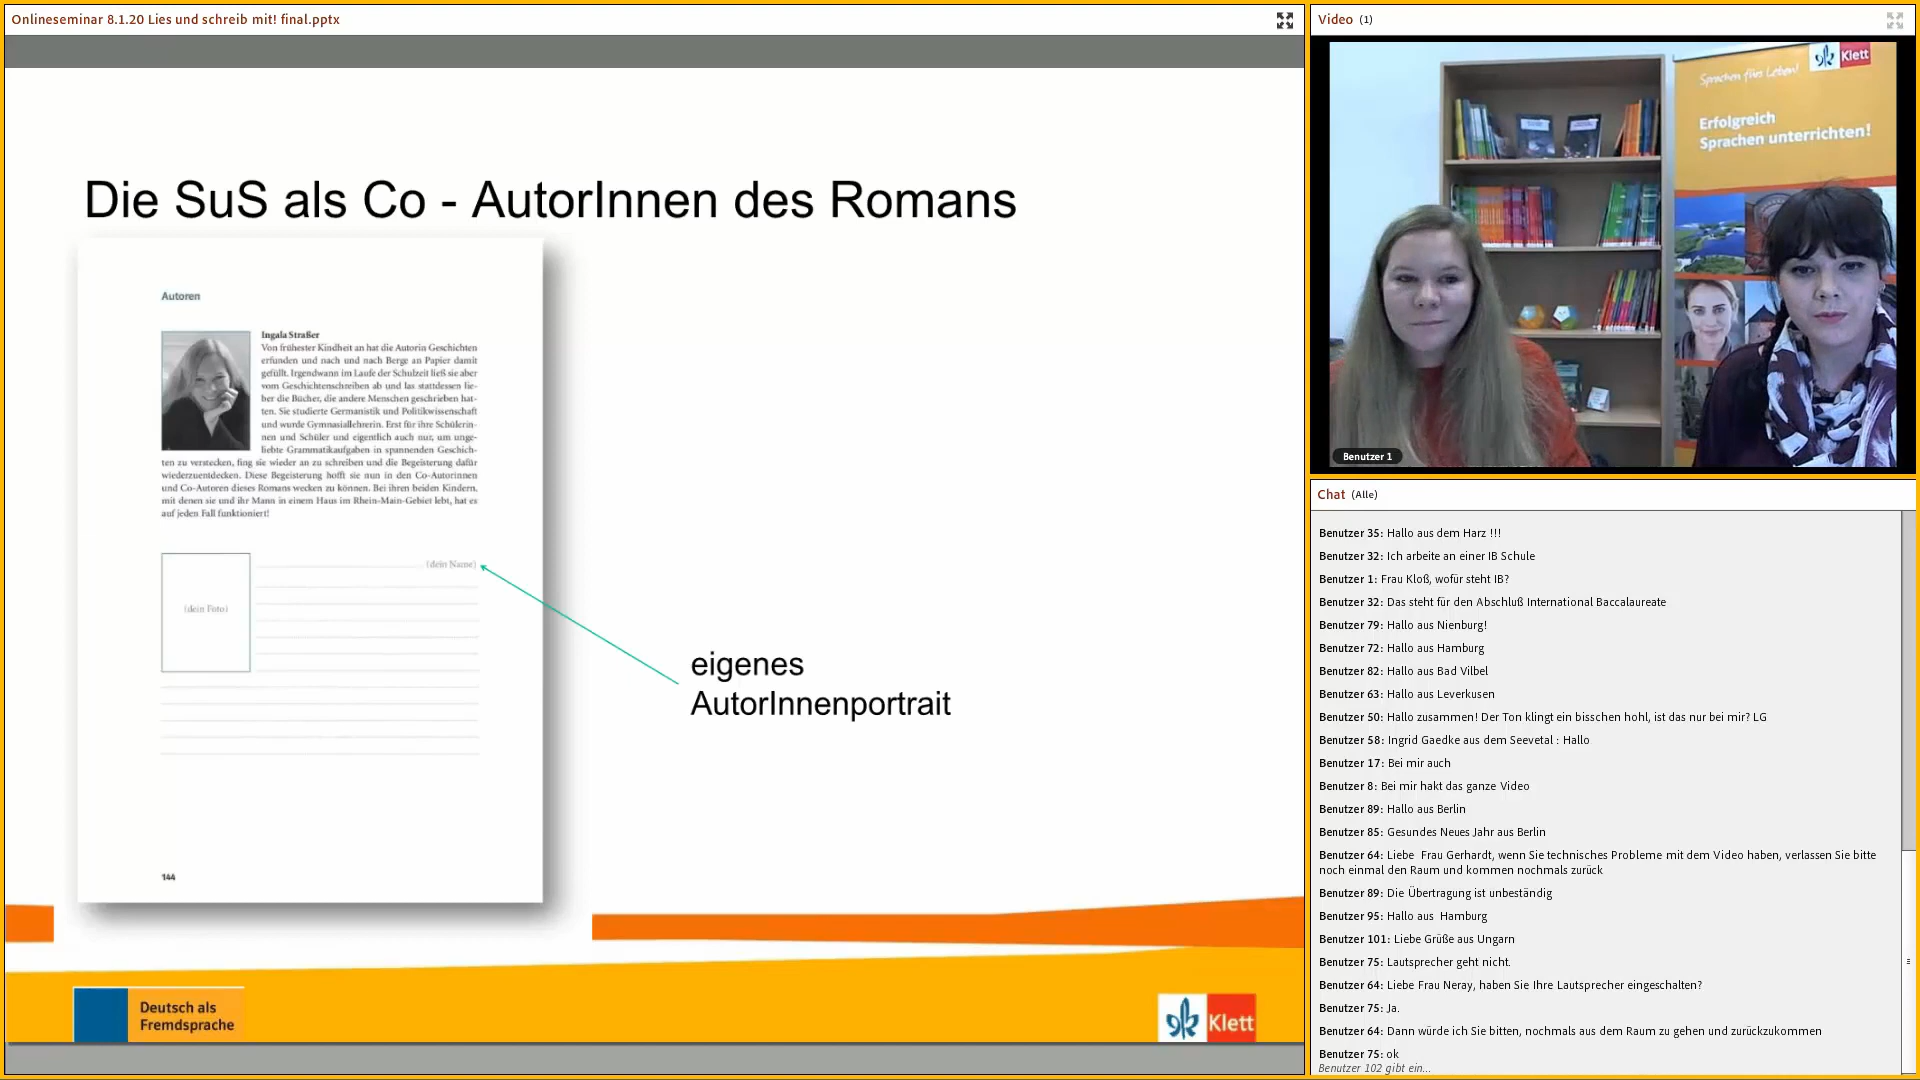 Onlineseminar 8.1.20 Lies und schreib mit! final.pptx
Die SuS als Co - AutorInnen des Romans
Autoren
Ingala Straßer
Von frühester Kindheit an hat die Autorin Geschichten
erfunden und nach und nach Berge an Papier damit
gefüllt. Irgendwann im Laufe der Schulzeit ließ sie aber
vom Geschichtenschreiben ab und las stattdessen lie-
ber die Bücher, die andere Menschen geschrieben hat-
ten. Sie studierte Germanistik und Politikwissenschaft
und wurde Gymnasiallehrerin. Erst für ihre Schülerin-
nen und Schüler und eigentlich auch nur, um unge-
liebte Grammatikaufgaben in spannenden Geschich-
ten zu verstecken, fing sie wieder an zu schreiben und die Begeisterung dafür
wiederzuentdecken. Diese Begeisterung hofft sie nun in den Co-Autorinnen
und Co-Autoren dieses Romans wecken zu können. Bei ihren beiden Kindern,
mit denen sie und ihr Mann in einem Haus im Rhein-Main-Gebiet lebt, hat es
auf jeden Fall funktioniert!
(dein Name)
(dein Foto)
144
eigenes
AutorInnenportrait
Deutsch als
Fremdsprache
Klett
Video (1)
Sprachen fürs Leben!
Klett
Erfolgreich
Sprachen unterrichten!
Benutzer 1
Chat (Alle)
Benutzer 35: Hallo aus dem Harz !!!
Benutzer 32: Ich arbeite an einer IB Schule
Benutzer 1: Frau Kloß, wofür steht IB?
Benutzer 32: Das steht für den Abschluß International Baccalaureate
Benutzer 79: Hallo aus Nienburg!
Benutzer 72: Hallo aus Hamburg
Benutzer 82: Hallo aus Bad Vilbel
Benutzer 63: Hallo aus Leverkusen
Benutzer 50: Hallo zusammen! Der Ton klingt ein bisschen hohl, ist das nur bei mir? LG
Benutzer 58: Ingrid Gaedke aus dem Seevetal : Hallo
Benutzer 17: Bei mir auch
Benutzer 8: Bei mir hakt das ganze Video
Benutzer 89: Hallo aus Berlin
Benutzer 85: Gesundes Neues Jahr aus Berlin
Benutzer 64: Liebe  Frau Gerhardt, wenn Sie technisches Probleme mit dem Video haben, verlassen Sie bitte
noch einmal den Raum und kommen nochmals zurück
Benutzer 89: Die Übertragung ist unbeständig
Benutzer 95: Hallo aus  Hamburg
Benutzer 101: Liebe Grüße aus Ungarn
Benutzer 75: Lautsprecher geht nicht.
Benutzer 64: Liebe Frau Neray, haben Sie Ihre Lautsprecher eingeschalten?
Benutzer 75: Ja.
Benutzer 64: Dann würde ich Sie bitten, nochmals aus dem Raum zu gehen und zurückzukommen
Benutzer 75: ok
Benutzer 102 gibt ein...